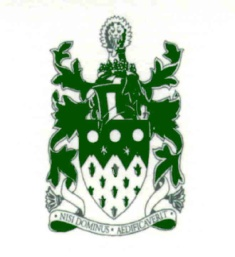 NISI DOMINUS · AEDIFICAVERIT